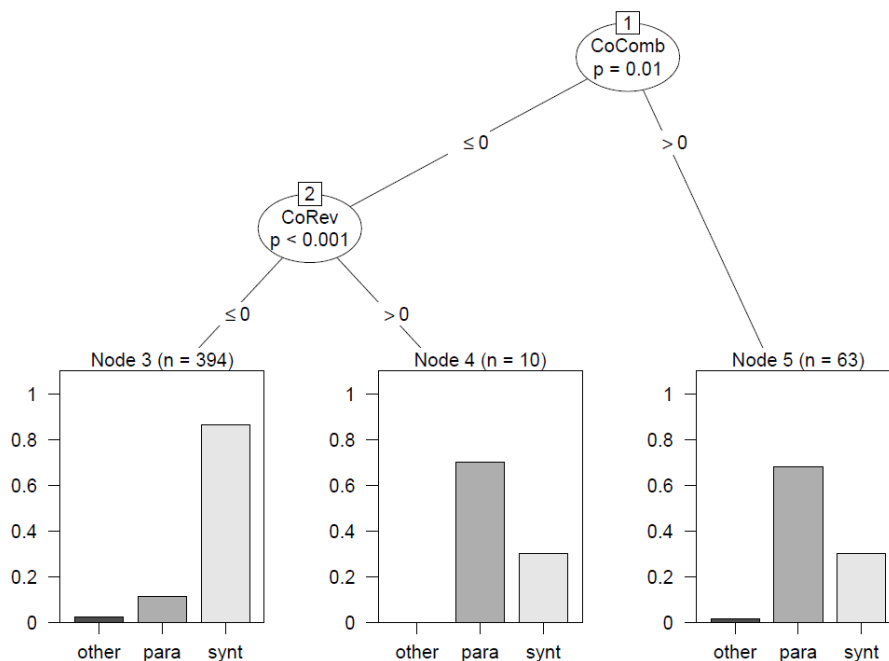 1
CoComb
p = 0.01
≤ 0
> 0
2
CoRev
p < 0.001
≤ 0
> 0
Node 3 (n = 394)
1
0.8
0.6
0.4
0.2
0
other para synt
Node 4 (n = 10)
1
0.8
0.6
0.4
0.2
0
other para synt
Node 5 (n = 63)
1
0.8
0.6
0.4
0.2
0
other para synt